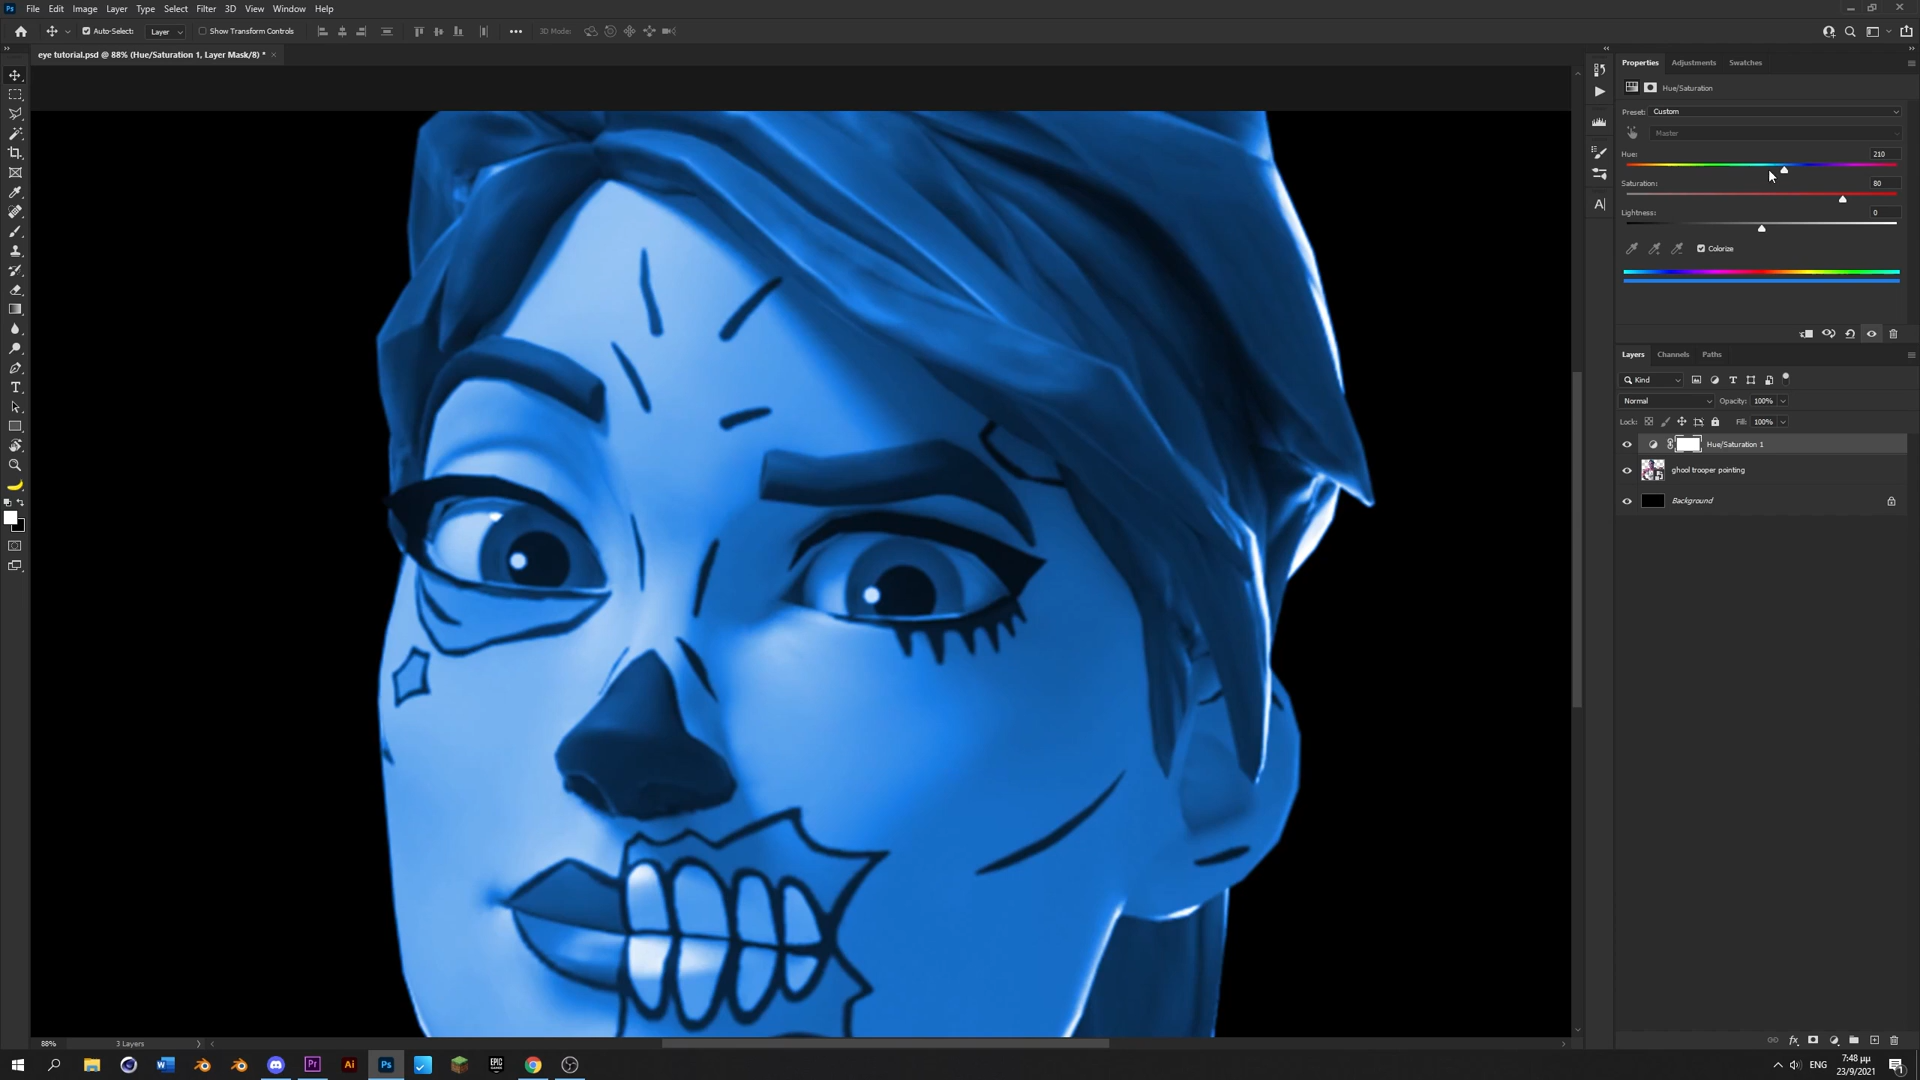 Ps File Edit Image Layer Type Select Filter 3D View Window Help
Auto-Select: Layer Show Transform Controls ••• 3D Mode:
eye tutorial.psd @ 88% (Hue/Saturation 1, Layer Mask/8) * ×
Properties Adjustments Swatches
Hue/Saturation
Preset: Custom
Master
Hue: 210
Saturation: 80
Lightness: 0
Colorize
Layers Channels Paths
Kind
Normal Opacity: 100%
Lock: Fill: 100%
Hue/Saturation 1
ghool trooper pointing
Background
88% 3 Layers
ENG 7:48 μμ
23/9/2021